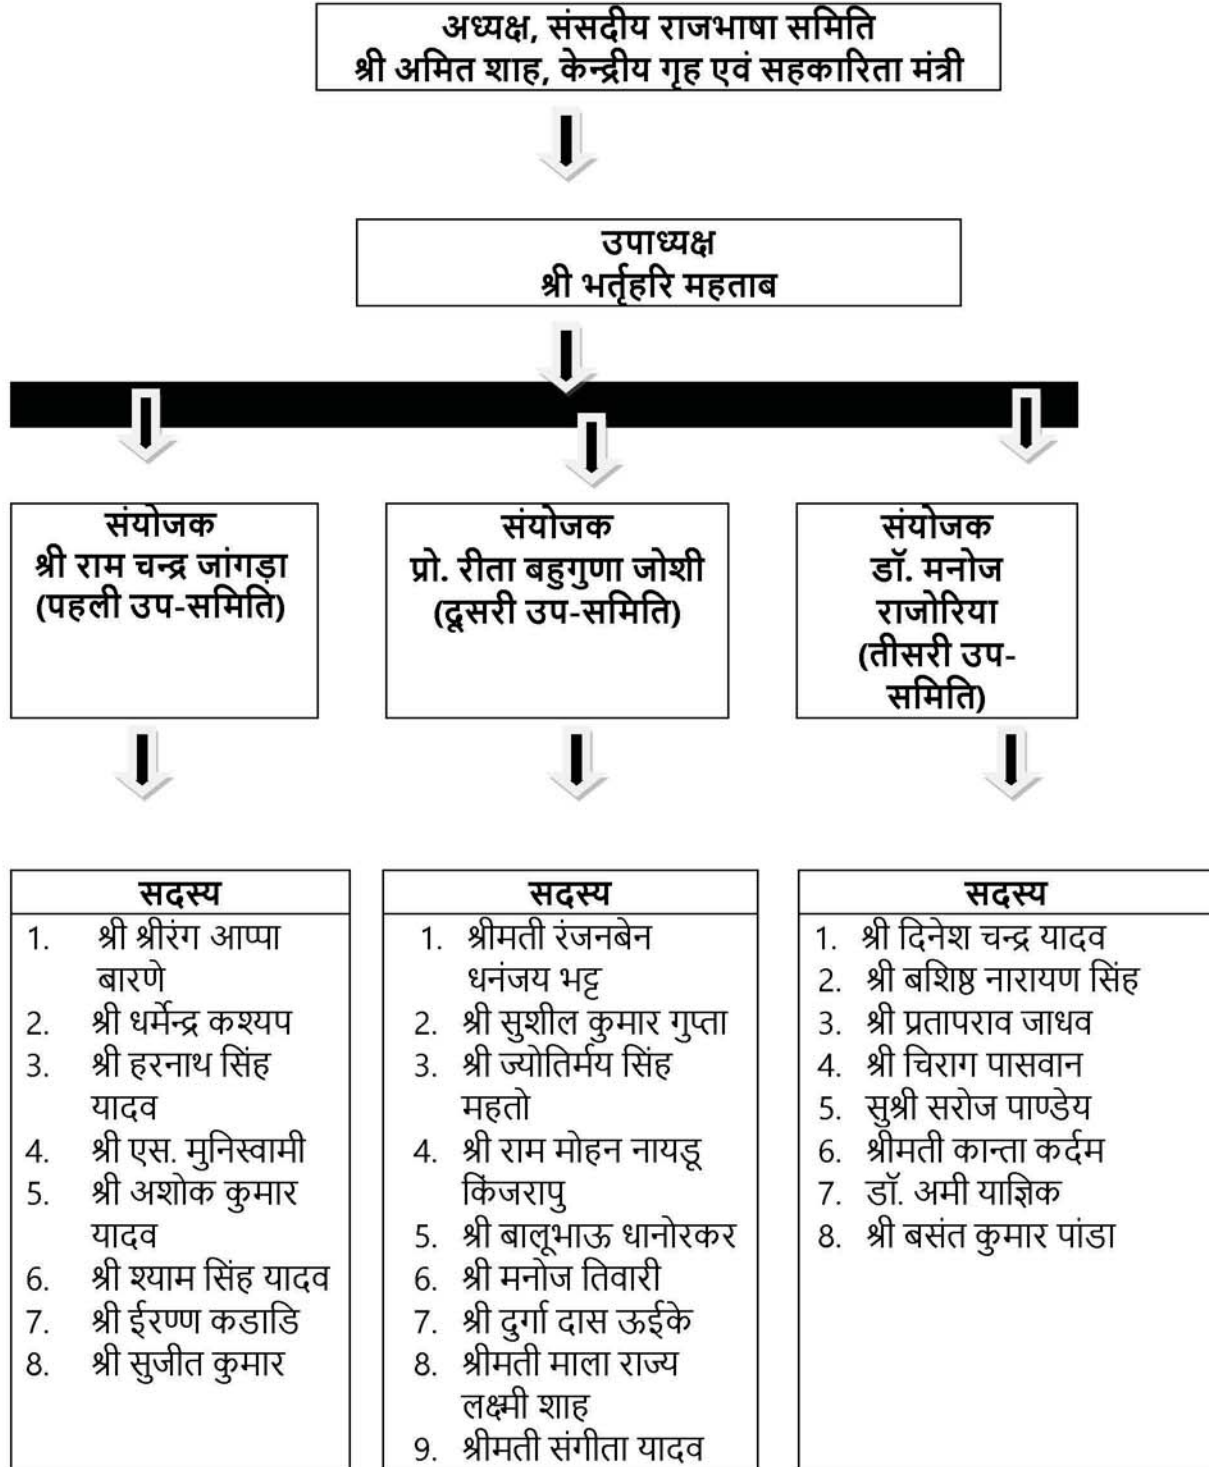 अध्यक्ष, संसदीय राजभाषा समिति
श्री अमित शाह, केन्द्रीय गृह एवं सहकारिता मंत्री
उपाध्यक्ष
श्री भर्तृहरि महताब
संयोजक
श्री राम चन्द्र जांगड़ा
(पहली उप-समिति)
संयोजक
प्रो. रीता बहुगुणा जोशी
(दूसरी उप-समिति)
संयोजक
डॉ. मनोज
राजोरिया
(तीसरी उप-
समिति)
सदस्य
1. श्री श्रीरंग आप्पा
बारणे
2. श्री धर्मेन्द्र कश्यप
3. श्री हरनाथ सिंह
यादव
4. श्री एस. मुनिस्वामी
5. श्री अशोक कुमार
यादव
6. श्री श्याम सिंह यादव
7. श्री ईरण्ण कडाडि
8. श्री सुजीत कुमार
सदस्य
1. श्रीमती रंजनबेन
धनंजय भट्ट
2. श्री सुशील कुमार गुप्ता
3. श्री ज्योतिर्मय सिंह
महतो
4. श्री राम मोहन नायडू
किंजरापु
5. श्री बालूभाऊ धानोरकर
6. श्री मनोज तिवारी
7. श्री दुर्गा दास ऊईके
8. श्रीमती माला राज्य
लक्ष्मी शाह
9. श्रीमती संगीता यादव
सदस्य
1. श्री दिनेश चन्द्र यादव
2. श्री बशिष्ठ नारायण सिंह
3. श्री प्रतापराव जाधव
4. श्री चिराग पासवान
5. सुश्री सरोज पाण्डेय
6. श्रीमती कान्ता कर्दम
7. डॉ. अमी याज्ञिक
8. श्री बसंत कुमार पांडा